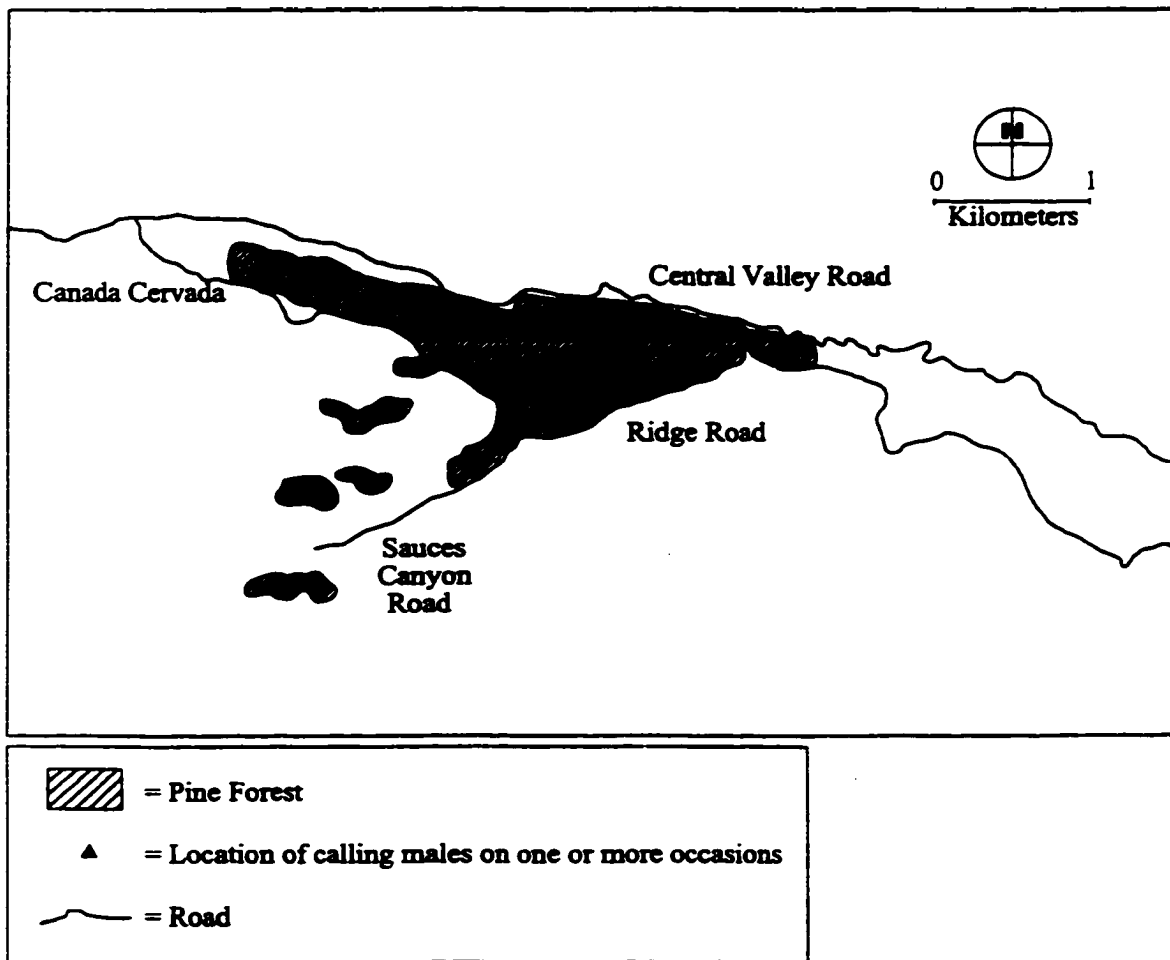 N
0 1
Kilometers
Central Valley Road
Canada Cervada
Ridge Road
Sauces
Canyon
Road
= Pine Forest
= Location of calling males on one or more occasions
= Road